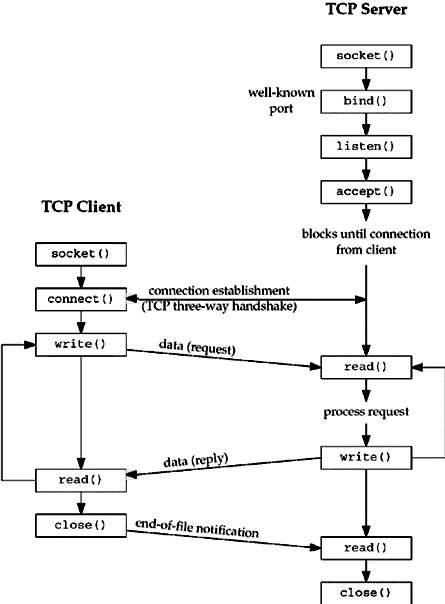 TCP Server
socket()
well-known
port
bind()
listen()
accept()
blocks until connection
from client
TCP Client
socket()
connect()
connection establishment
(TCP three-way handshake)
write()
data (request)
read()
process request
write()
data (reply)
read()
close()
end-of-file notification
read()
close()